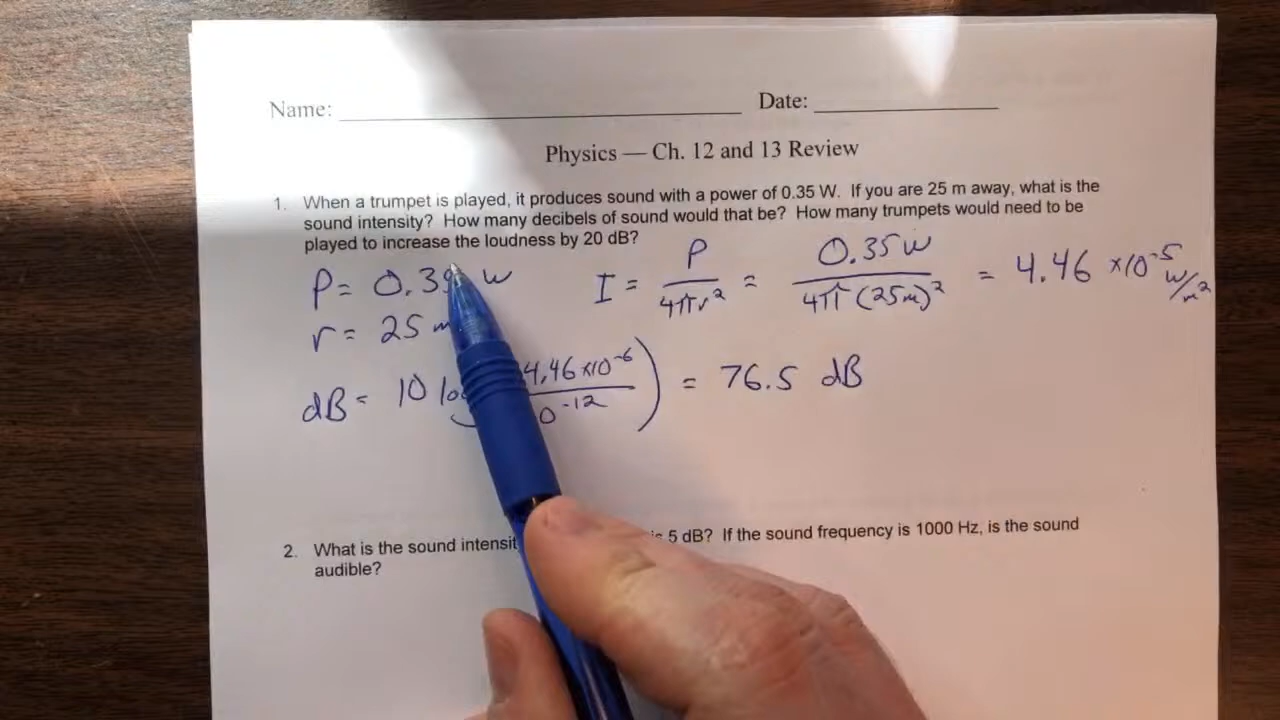 Name: Date:
Physics — Ch. 12 and 13 Review
1. When a trumpet is played, it produces sound with a power of 0.35 W. If you are 25 m away, what is the
sound intensity? How many decibels of sound would that be? How many trumpets would need to be
played to increase the loudness by 20 dB?
P = 0.35 W I = P / 4πr² = 0.35 W / 4π (25m)² = 4.46 × 10⁻⁵ W/m²
r = 25 m
dB = 10 log 4.46×10⁻⁶ / 10⁻¹² ) = 76.5 dB
2. What is the sound 5 dB? If the sound frequency is 1000 Hz, is the sound
audible?